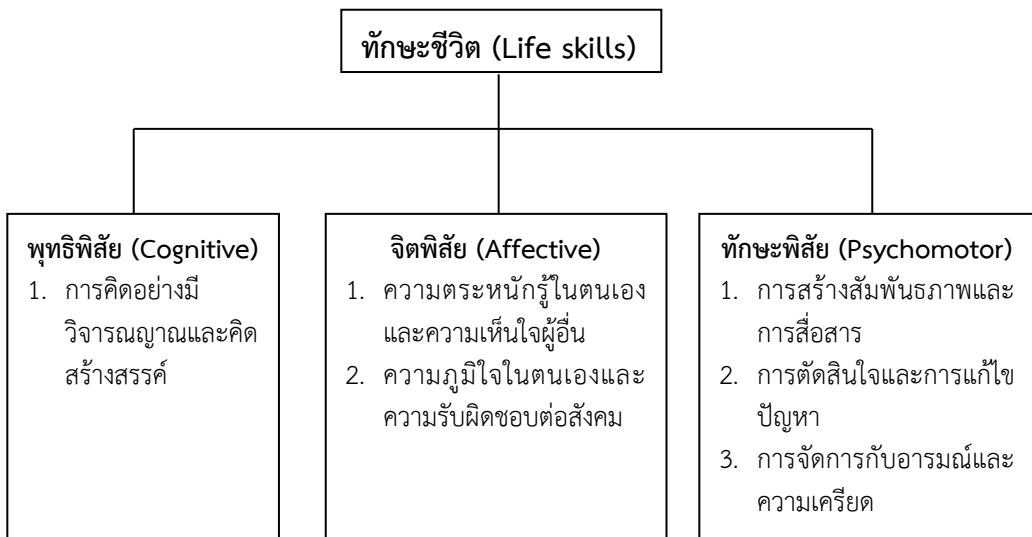 ทักษะชีวิต (Life skills)
พุทธิพิสัย (Cognitive)
1. การคิดอย่างมี
วิจารณญาณและคิด
สร้างสรรค์
จิตพิสัย (Affective)
1. ความตระหนักรู้ในตนเอง
และความเห็นใจผู้อื่น
2. ความภูมิใจในตนเองและ
ความรับผิดชอบต่อสังคม
ทักษะพิสัย (Psychomotor)
1. การสร้างสัมพันธภาพและ
การสื่อสาร
2. การตัดสินใจและการแก้ไข
ปัญหา
3. การจัดการกับอารมณ์และ
ความเครียด